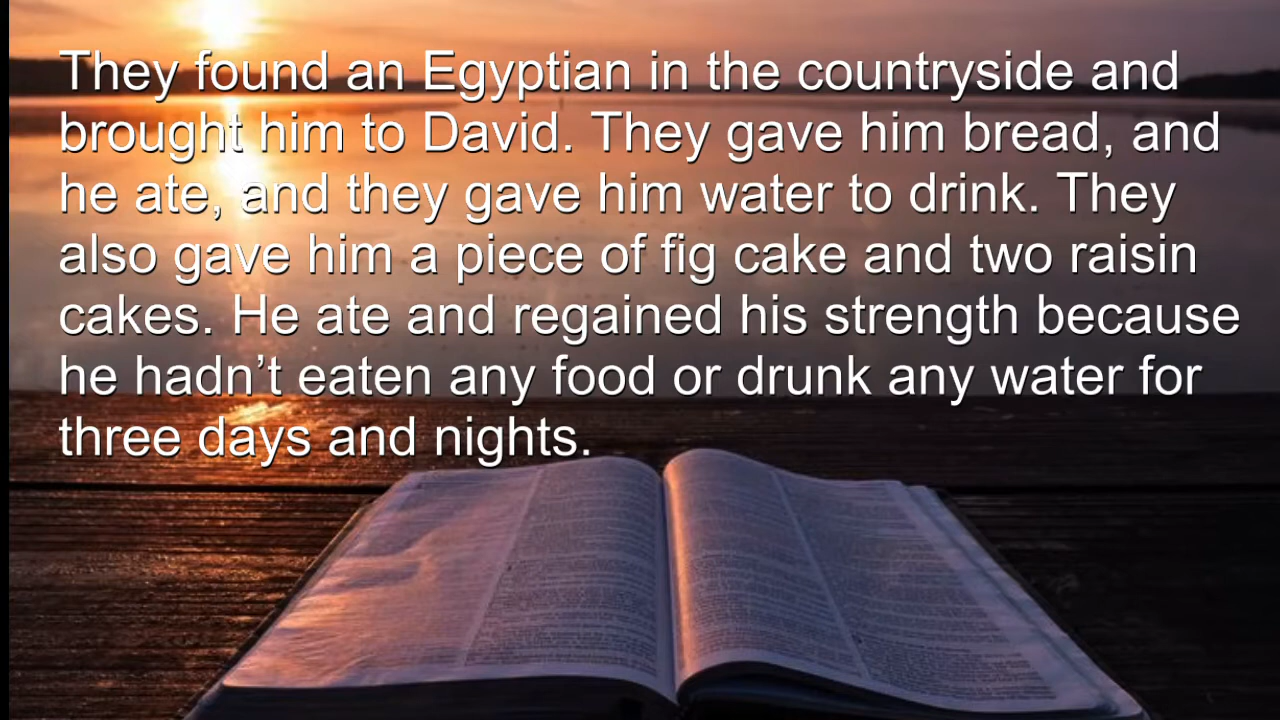 They found an Egyptian in the countryside and
brought him to David. They gave him bread, and
he ate, and they gave him water to drink. They
also gave him a piece of fig cake and two raisin
cakes. He ate and regained his strength because
he hadn’t eaten any food or drunk any water for
three days and nights.